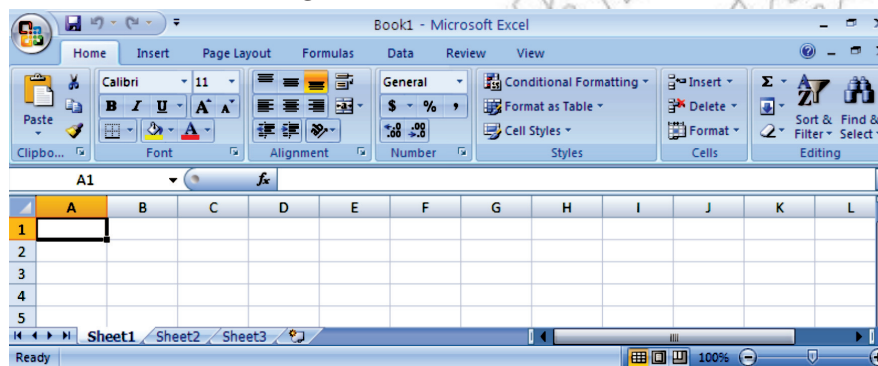 Book1 - Microsoft Excel
Home Insert Page Layout Formulas Data Review View
Calibri 11 General Conditional Formatting Insert Σ
Paste B I U A A $ % , Format as Table Delete Sort & Filter Find & Select
A .00 .00 Cell Styles Format
Clipbo... Font Alignment Number Styles Cells Editing
A1 fx
A B C D E F G H I J K L
1
2
3
4
5
Sheet1 Sheet2 Sheet3
Ready 100%